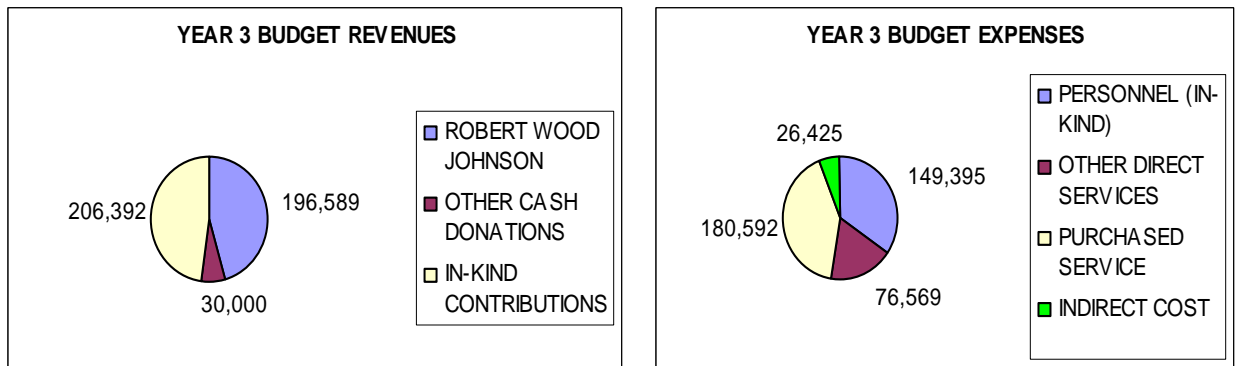 YEAR 3 BUDGET REVENUES
206,392
196,589
30,000
ROBERT WOOD
JOHNSON
OTHER CASH
DONATIONS
IN-KIND
CONTRIBUTIONS
YEAR 3 BUDGET EXPENSES
26,425
149,395
180,592
76,569
PERSONNEL (IN-
KIND)
OTHER DIRECT
SERVICES
PURCHASED
SERVICE
INDIRECT COST